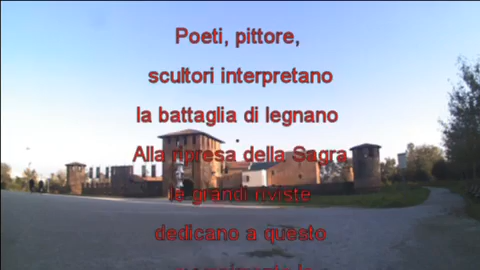 Poeti, pittore,
scultori interpretano
la battaglia di legnano
Alla ripresa della Sagra
le grandi riviste
dedicano a questo